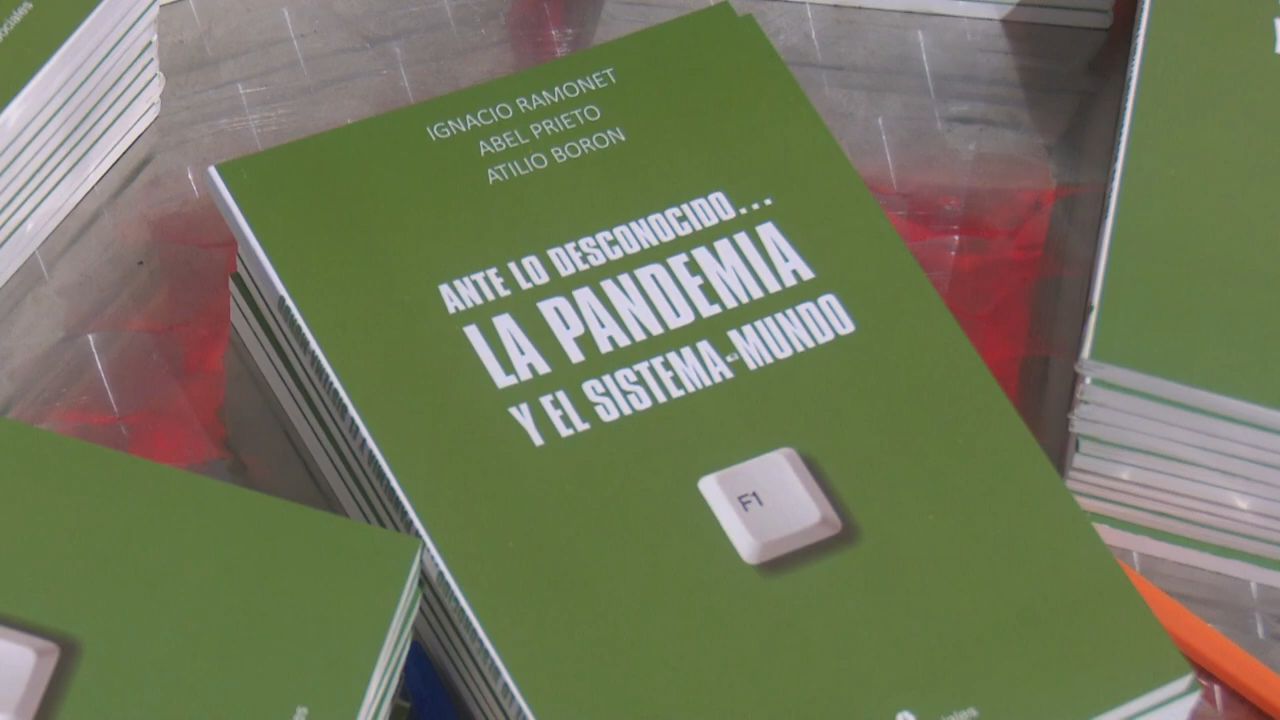 IGNACIO RAMONET
ABEL PRIETO
ATILIO BORON
ANTE LO DESCONOCIDO...
LA PANDEMIA
Y EL SISTEMA-MUNDO
F1